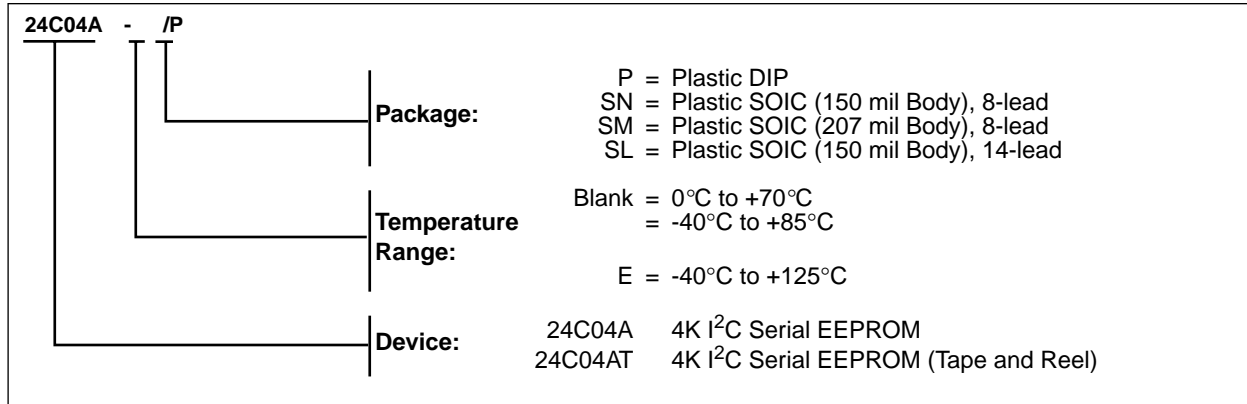 24C04A - /P
Package:
P = Plastic DIP
SN = Plastic SOIC (150 mil Body), 8-lead
SM = Plastic SOIC (207 mil Body), 8-lead
SL = Plastic SOIC (150 mil Body), 14-lead
Temperature
Range:
Blank = 0°C to +70°C
= -40°C to +85°C
E = -40°C to +125°C
Device:
24C04A 4K I²C Serial EEPROM
24C04AT 4K I²C Serial EEPROM (Tape and Reel)